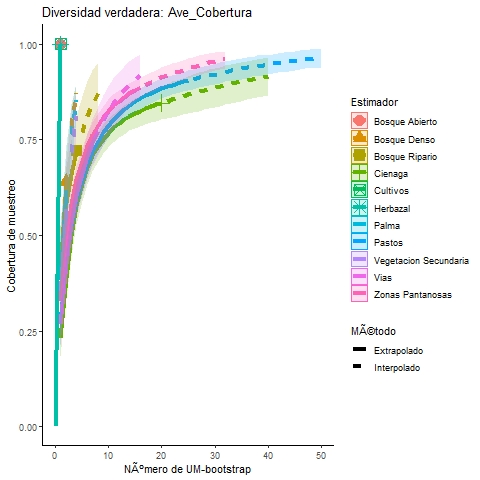 Diversidad verdadera: Ave_Cobertura
1.00
0.75
0.50
0.25
0.00
Cobertura de muestreo
0
10
20
30
40
50
NÃºmero de UM-bootstrap
Estimador
Bosque Abierto
Bosque Denso
Bosque Ripario
Cienaga
Cultivos
Herbazal
Palma
Pastos
Vegetacion Secundaria
Vias
Zonas Pantanosas
MÃ©todo
Extrapolado
Interpolado